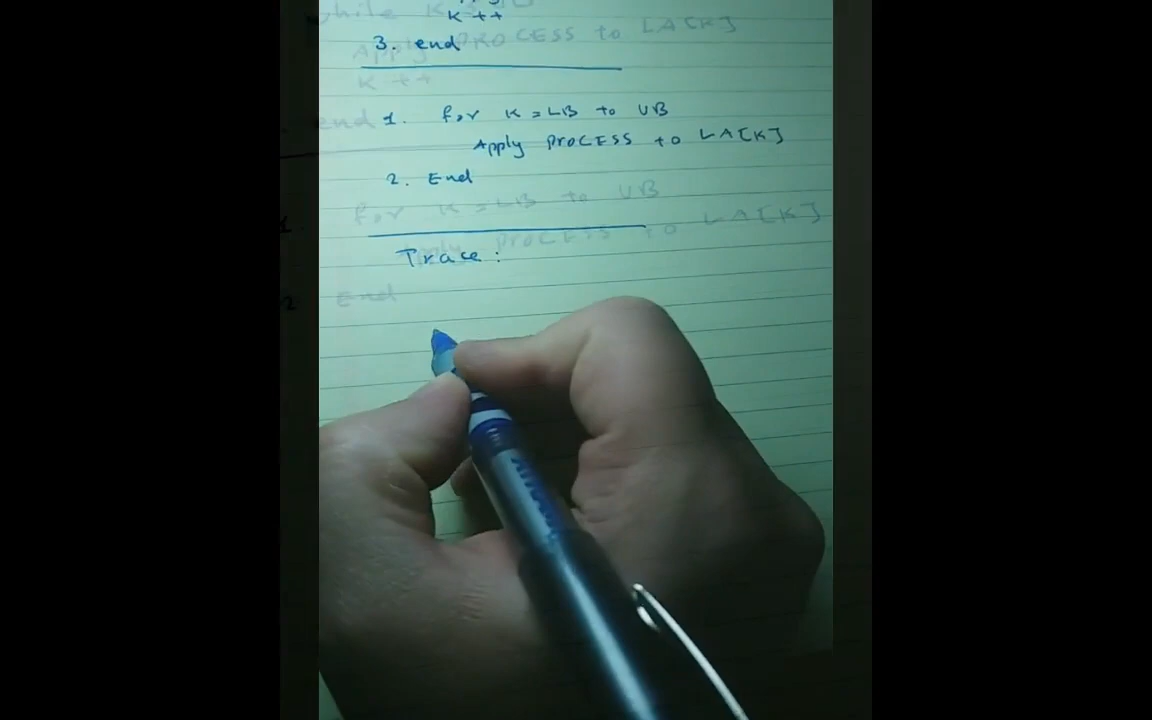 K ++
3. end
1. for K = LB to UB
Apply PROCESS to LA[K]
2. End
Trace: